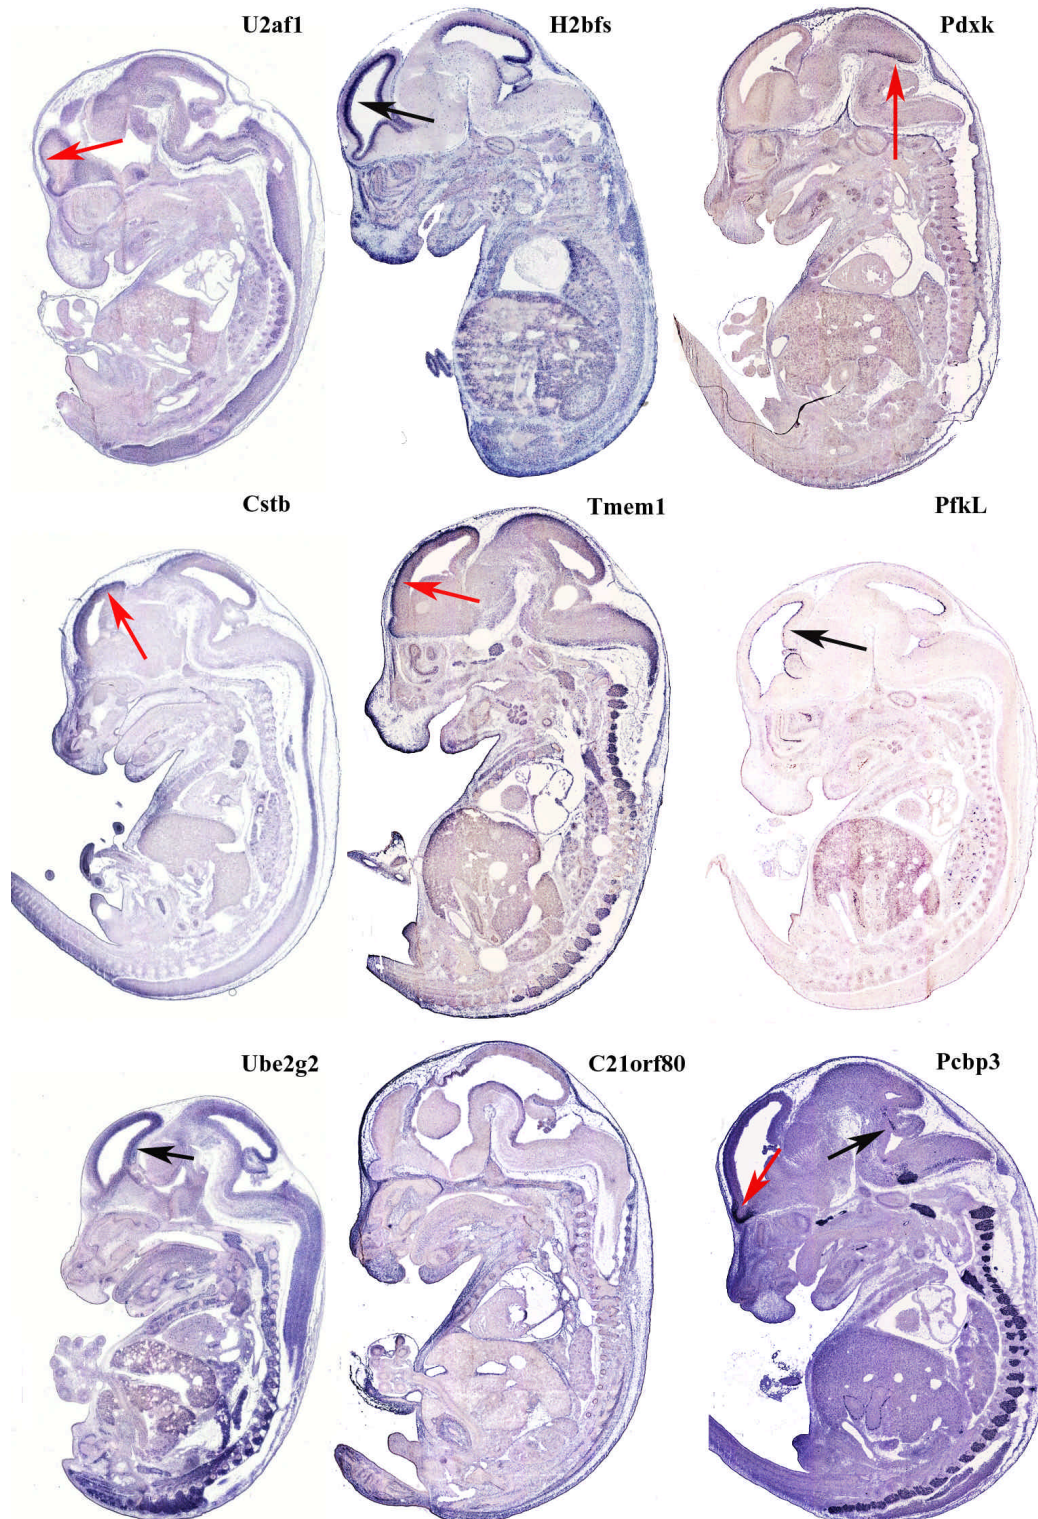 U2af1
H2bfs
Pdxk
Cstb
Tmem1
PfkL
Ube2g2
C21orf80
Pcbp3